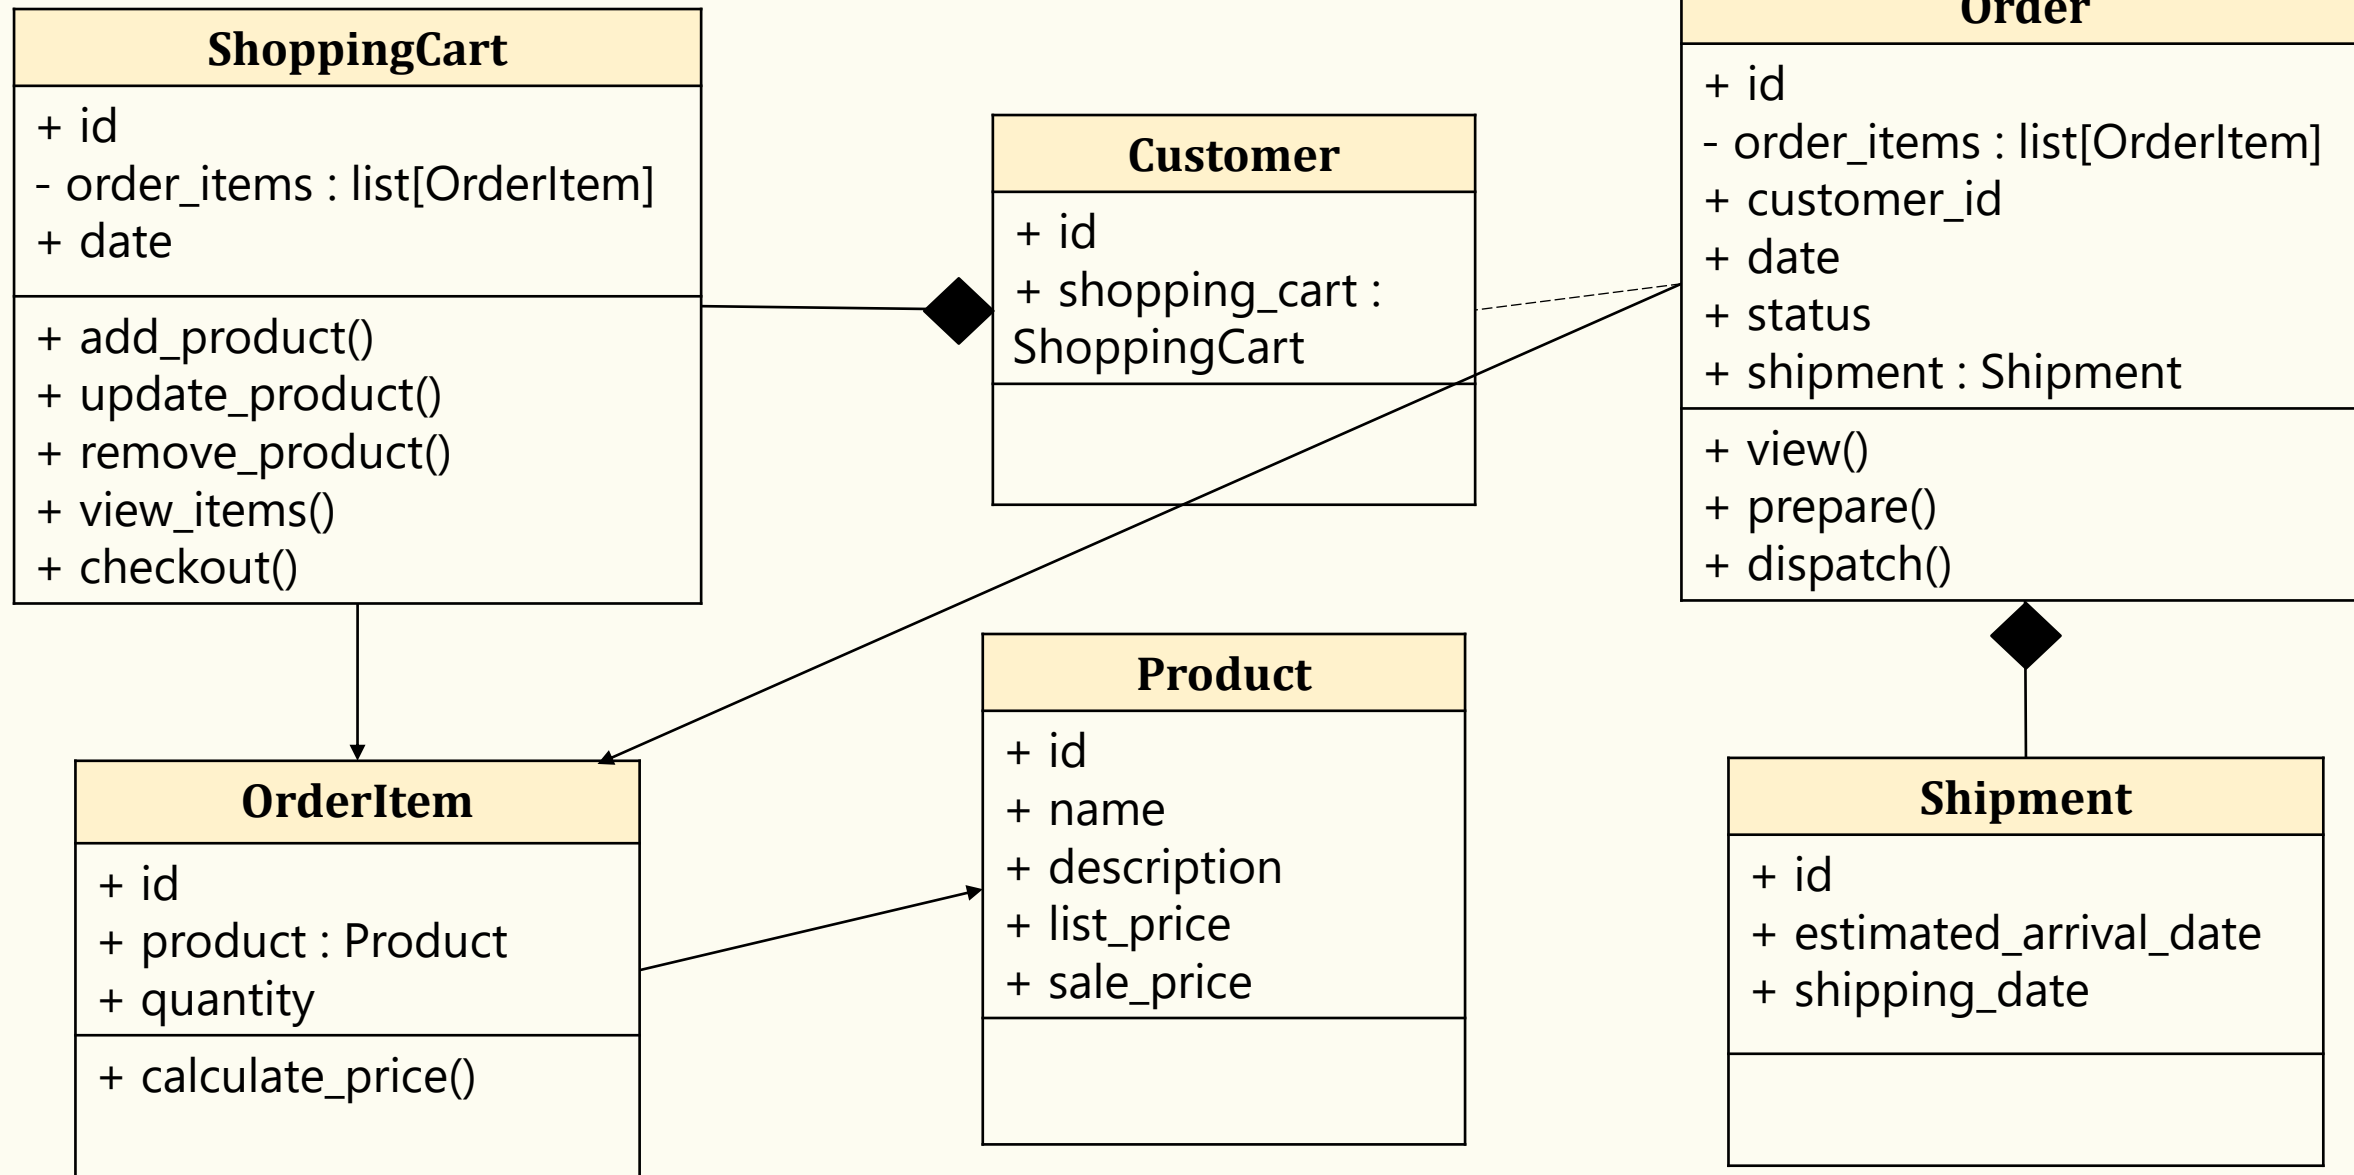 ShoppingCart
+ id
- order_items : list[OrderItem]
+ date
+ add_product()
+ update_product()
+ remove_product()
+ view_items()
+ checkout()
Customer
+ id
+ shopping_cart :
ShoppingCart
Order
+ id
- order_items : list[OrderItem]
+ customer_id
+ date
+ status
+ shipment : Shipment
+ view()
+ prepare()
+ dispatch()
OrderItem
+ id
+ product : Product
+ quantity
+ calculate_price()
Product
+ id
+ name
+ description
+ list_price
+ sale_price
Shipment
+ id
+ estimated_arrival_date
+ shipping_date